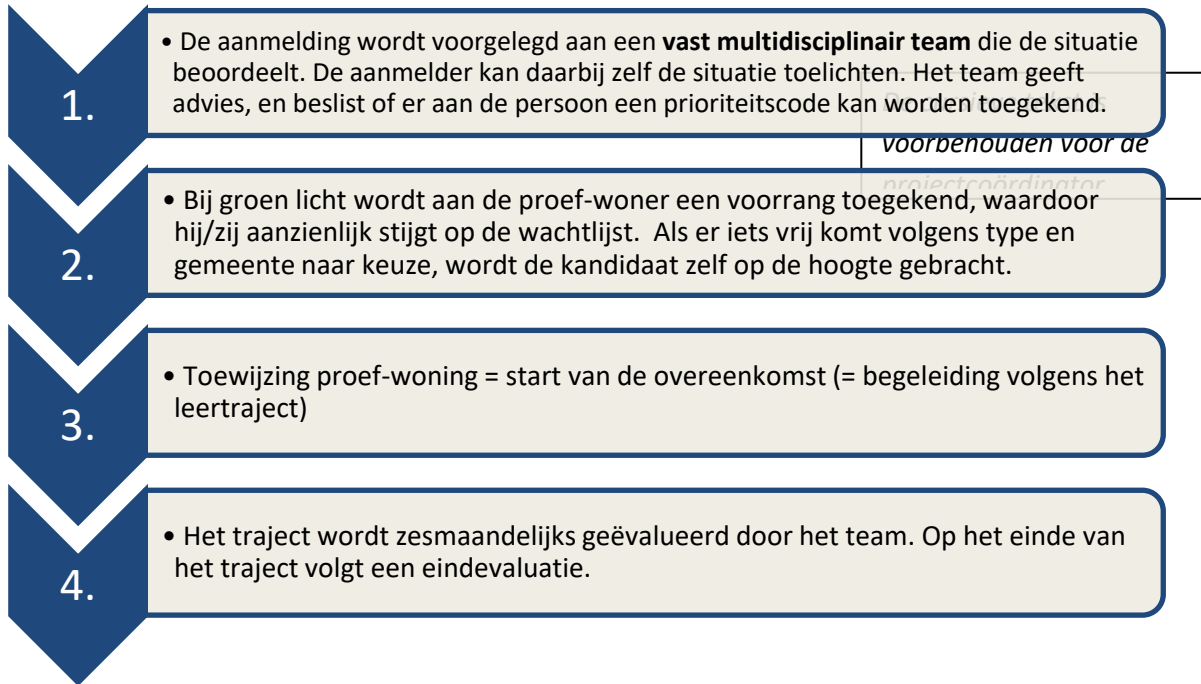 1.
• De aanmelding wordt voorgelegd aan een vast multidisciplinair team die de situatie
beoordeelt. De aanmelder kan daarbij zelf de situatie toelichten. Het team geeft
advies, en beslist of er aan de persoon een prioriteitscode kan worden toegekend.
voorbehouden voor de
projectcoördinator
2.
• Bij groen licht wordt aan de proef-woner een voorrang toegekend, waardoor
hij/zij aanzienlijk stijgt op de wachtlijst. Als er iets vrij komt volgens type en
gemeente naar keuze, wordt de kandidaat zelf op de hoogte gebracht.
3.
• Toewijzing proef-woning = start van de overeenkomst (= begeleiding volgens het
leertraject)
4.
• Het traject wordt zesmaandelijks geëvalueerd door het team. Op het einde van
het traject volgt een eindevaluatie.